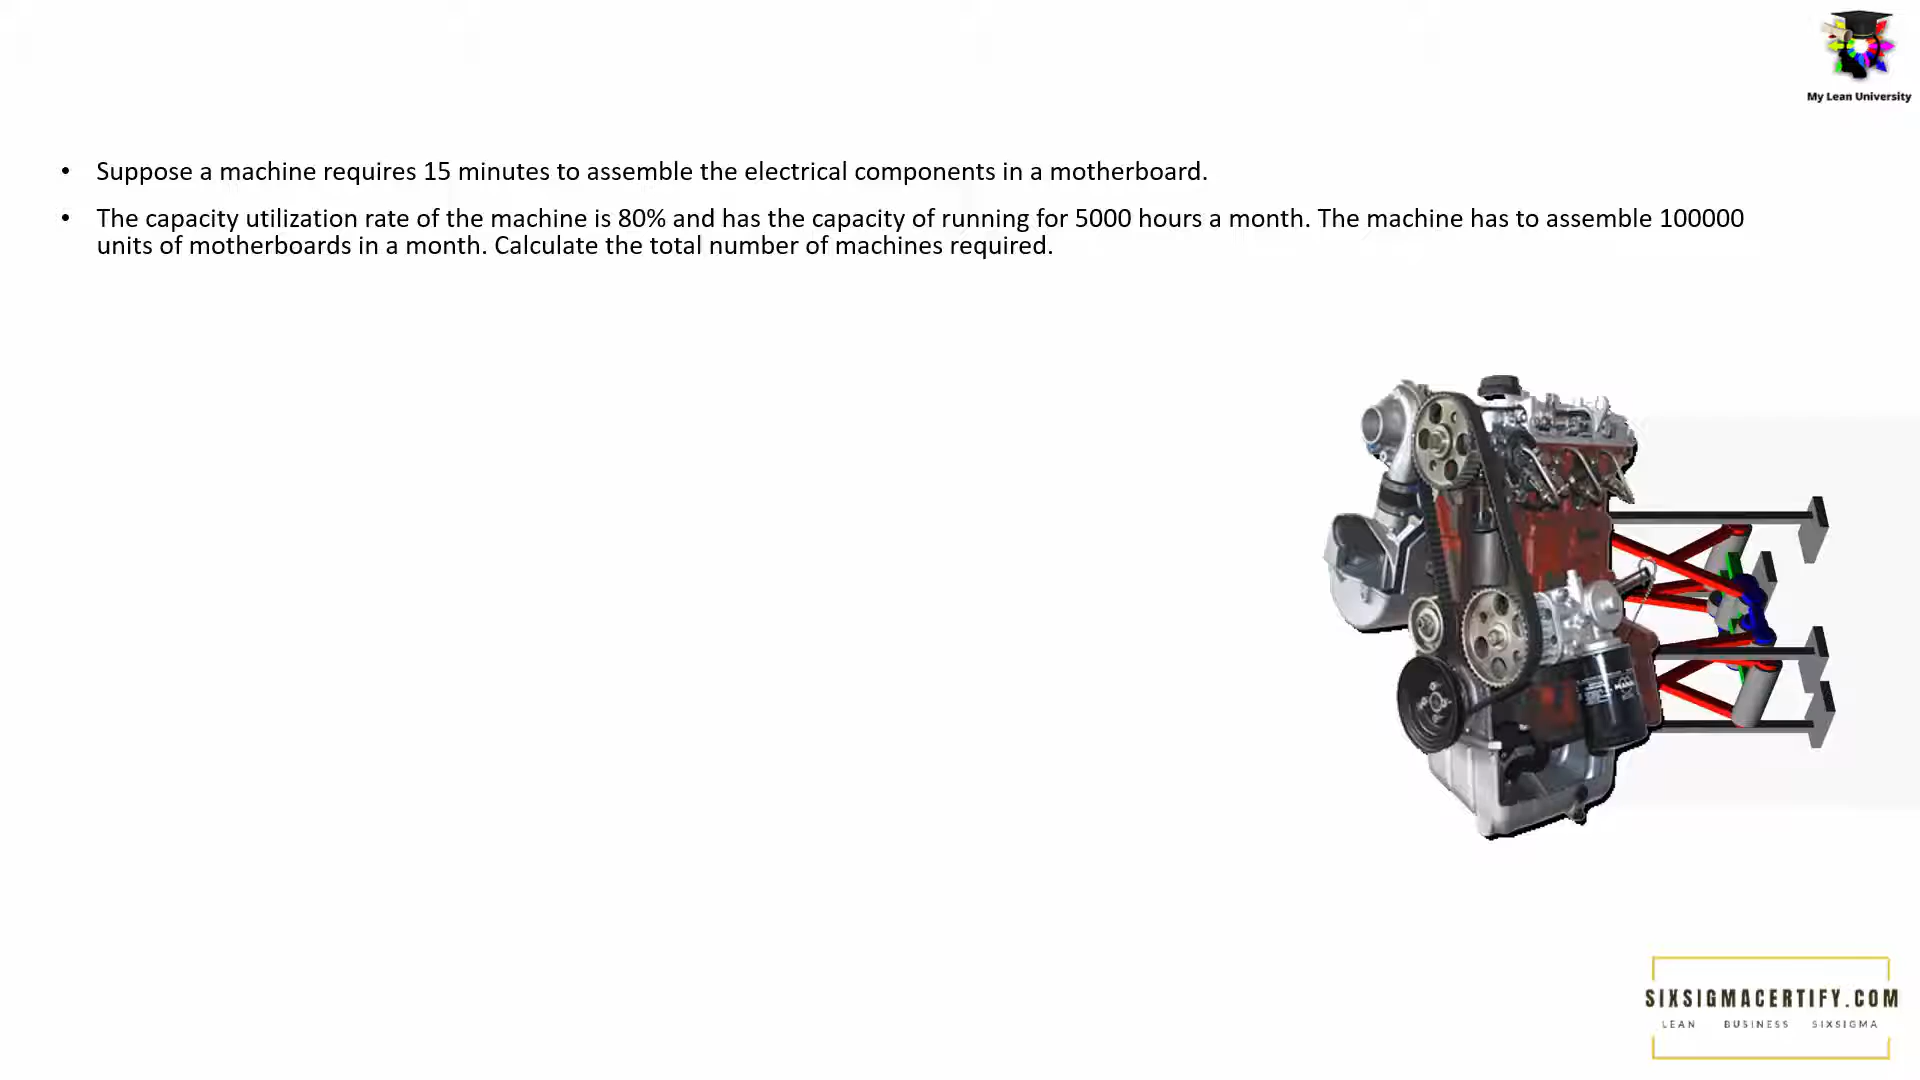 My Lean University
• Suppose a machine requires 15 minutes to assemble the electrical components in a motherboard.
• The capacity utilization rate of the machine is 80% and has the capacity of running for 5000 hours a month. The machine has to assemble 100000
units of motherboards in a month. Calculate the total number of machines required.
SIXSIGMACERTIFY.COM
LEAN BUSINESS SIXSIGMA